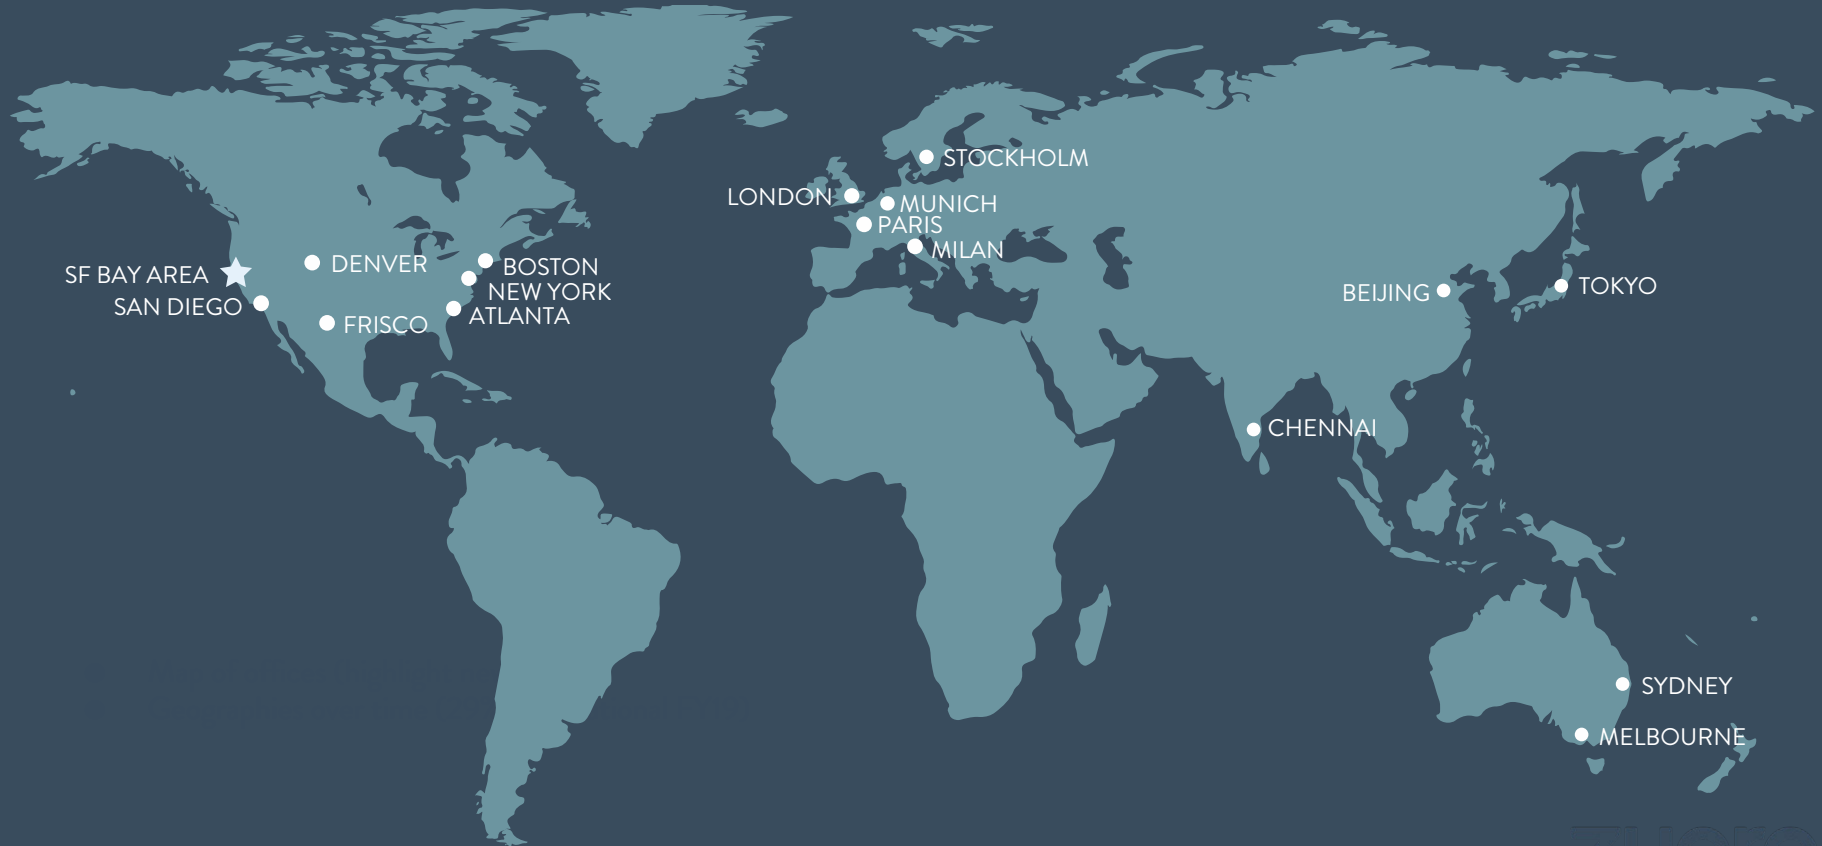 STOCKHOLM
LONDON
MUNICH
PARIS
MILAN
DENVER
BOSTON
SF BAY AREA
NEW YORK
SAN DIEGO
ATLANTA
FRISCO
BEIJING
TOKYO
CHENNAI
SYDNEY
MELBOURNE